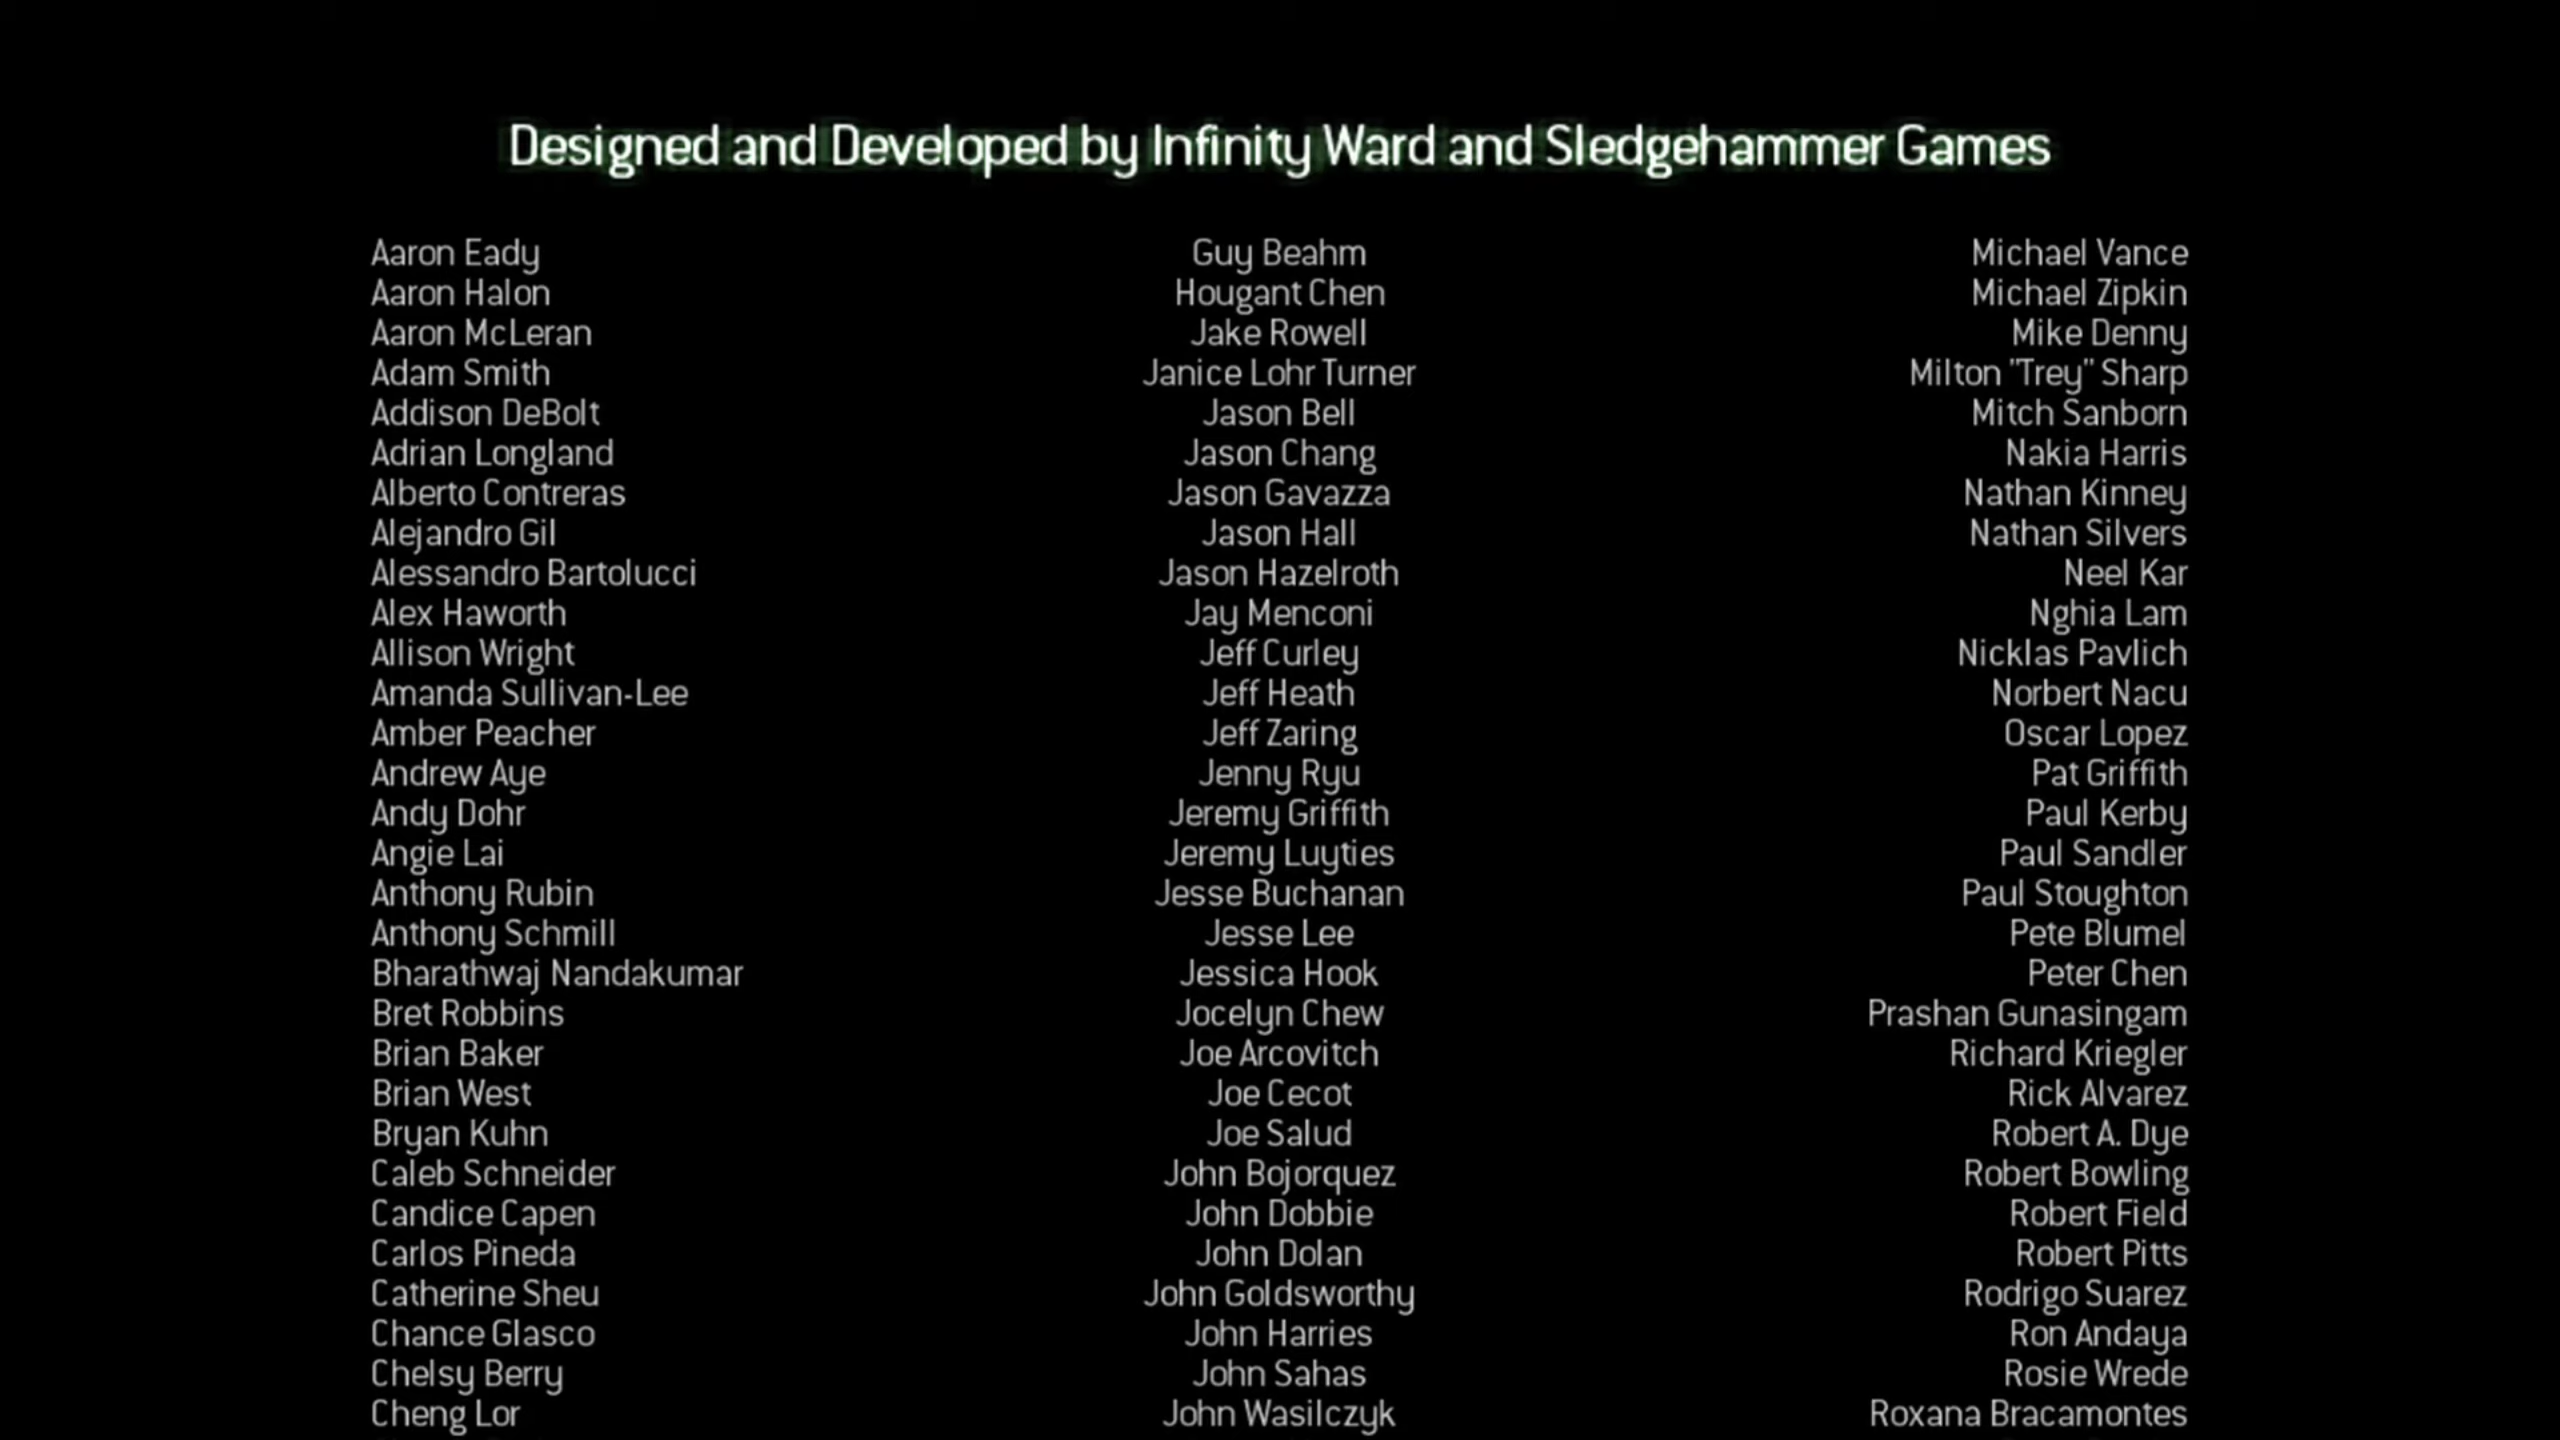 Designed and Developed by Infinity Ward and Sledgehammer Games
Aaron Eady
Aaron Halon
Aaron McLeran
Adam Smith
Addison DeBolt
Adrian Longland
Alberto Contreras
Alejandro Gil
Alessandro Bartolucci
Alex Haworth
Allison Wright
Amanda Sullivan-Lee
Amber Peacher
Andrew Aye
Andy Dohr
Angie Lai
Anthony Rubin
Anthony Schmill
Bharathwaj Nandakumar
Bret Robbins
Brian Baker
Brian West
Bryan Kuhn
Caleb Schneider
Candice Capen
Carlos Pineda
Catherine Sheu
Chance Glasco
Chelsy Berry
Cheng Lor
Guy Beahm
Hougant Chen
Jake Rowell
Janice Lohr Turner
Jason Bell
Jason Chang
Jason Gavazza
Jason Hall
Jason Hazelroth
Jay Menconi
Jeff Curley
Jeff Heath
Jeff Zaring
Jenny Ryu
Jeremy Griffith
Jeremy Luyties
Jesse Buchanan
Jesse Lee
Jessica Hook
Jocelyn Chew
Joe Arcovitch
Joe Cecot
Joe Salud
John Bojorquez
John Dobbie
John Dolan
John Goldsworthy
John Harries
John Sahas
John Wasilczyk
Michael Vance
Michael Zipkin
Mike Denny
Milton "Trey" Sharp
Mitch Sanborn
Nakia Harris
Nathan Kinney
Nathan Silvers
Neel Kar
Nghia Lam
Nicklas Pavlich
Norbert Nacu
Oscar Lopez
Pat Griffith
Paul Kerby
Paul Sandler
Paul Stoughton
Pete Blumel
Peter Chen
Prashan Gunasingam
Richard Kriegler
Rick Alvarez
Robert A. Dye
Robert Bowling
Robert Field
Robert Pitts
Rodrigo Suarez
Ron Andaya
Rosie Wrede
Roxana Bracamontes